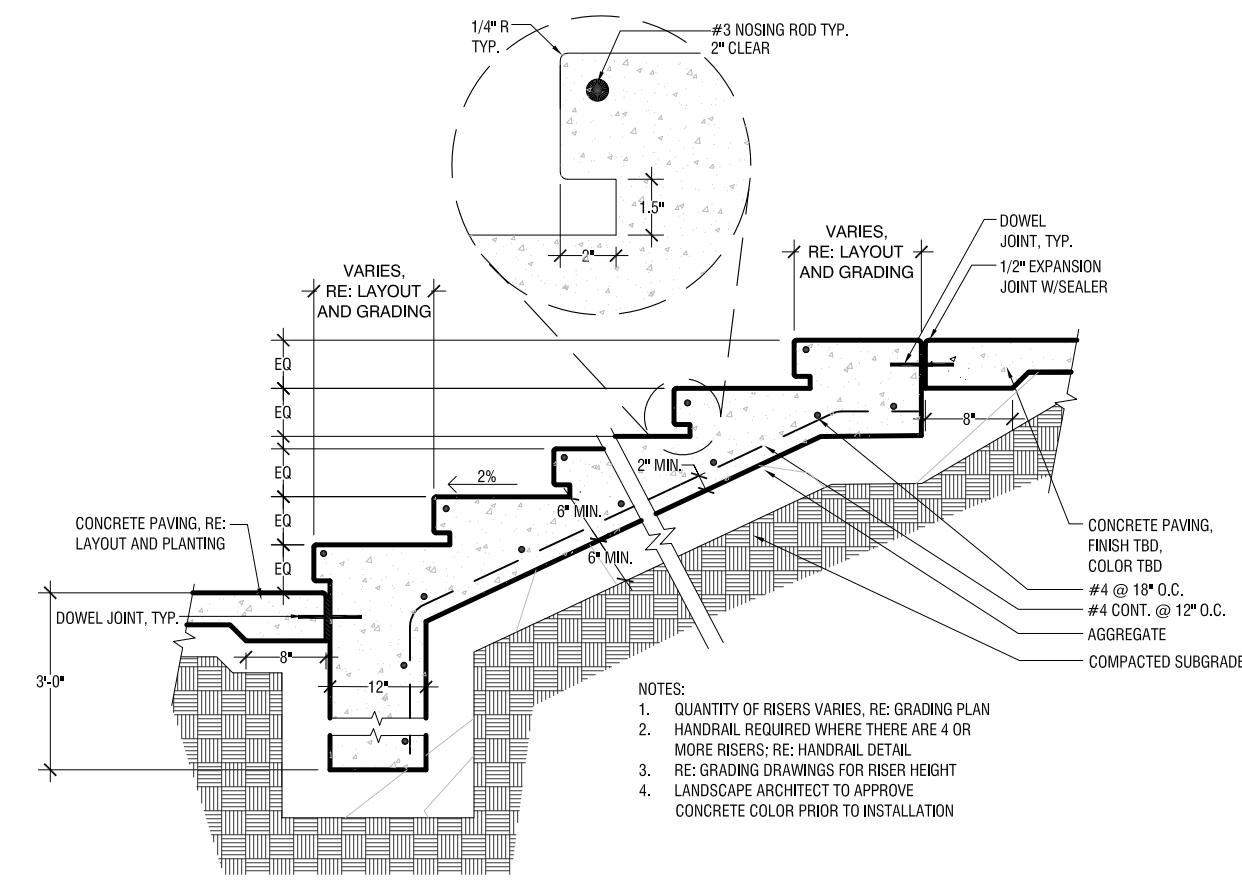 1/4" R
TYP.
#3 NOSING ROD TYP.
2" CLEAR
1.5"
2"
VARIES,
RE: LAYOUT
AND GRADING
DOWEL
JOINT, TYP.
1/2" EXPANSION
JOINT W/SEALER
VARIES,
RE: LAYOUT
AND GRADING
EQ
EQ
EQ
EQ
EQ
8"
2" MIN.
2%
6" MIN.
6" MIN.
CONCRETE PAVING, RE:
LAYOUT AND PLANTING
DOWEL JOINT, TYP.
8"
12"
3'-0"
CONCRETE PAVING,
FINISH TBD,
COLOR TBD
#4 @ 18" O.C.
#4 CONT. @ 12" O.C.
AGGREGATE
COMPACTED SUBGRADE
NOTES:
1. QUANTITY OF RISERS VARIES, RE: GRADING PLAN
2. HANDRAIL REQUIRED WHERE THERE ARE 4 OR
MORE RISERS; RE: HANDRAIL DETAIL
3. RE: GRADING DRAWINGS FOR RISER HEIGHT
4. LANDSCAPE ARCHITECT TO APPROVE
CONCRETE COLOR PRIOR TO INSTALLATION